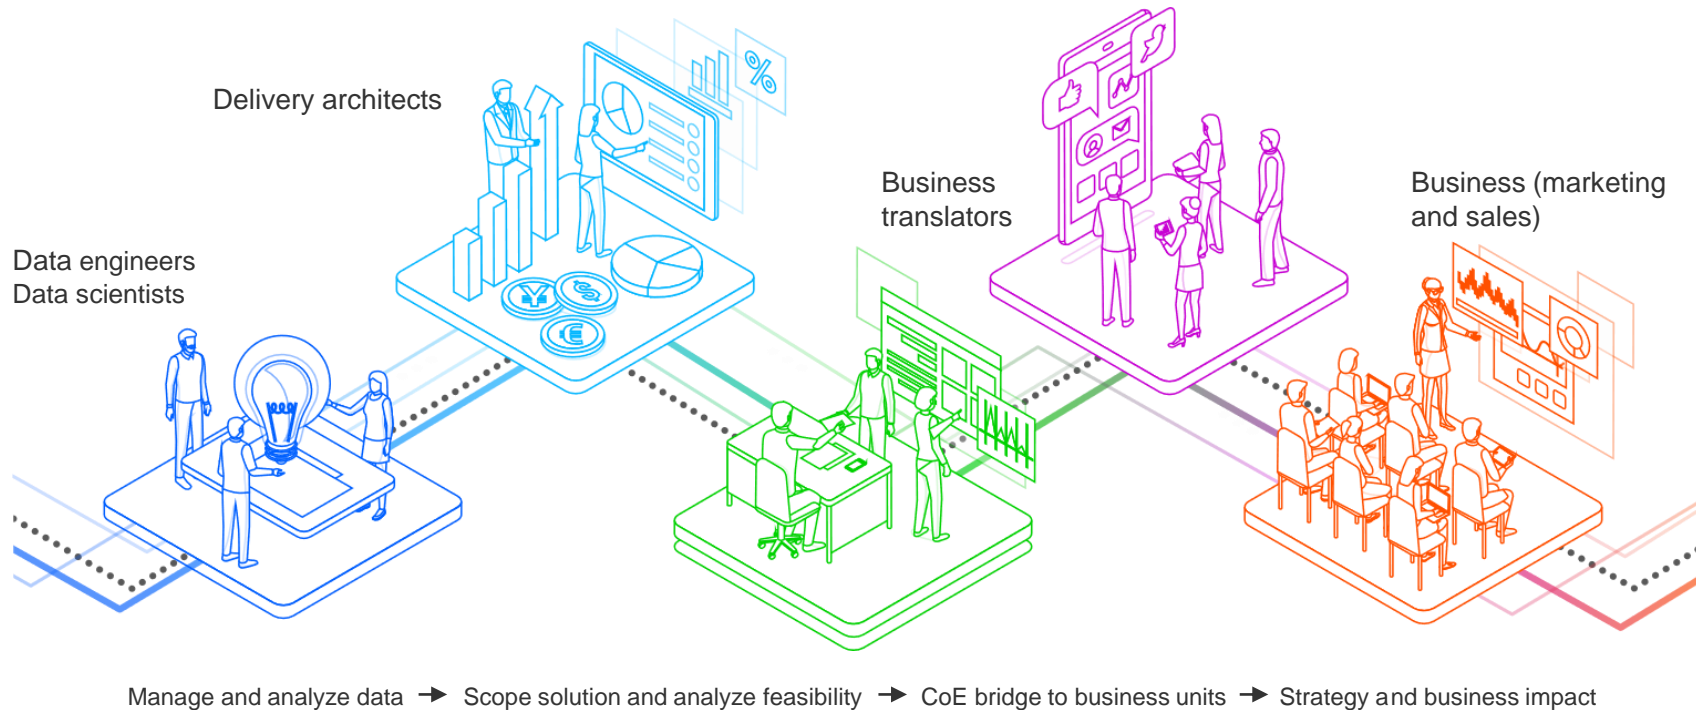 Delivery architects
Business
translators
Business (marketing
and sales)
Data engineers
Data scientists
%
¥
$
€
Manage and analyze data → Scope solution and analyze feasibility → CoE bridge to business units → Strategy and business impact